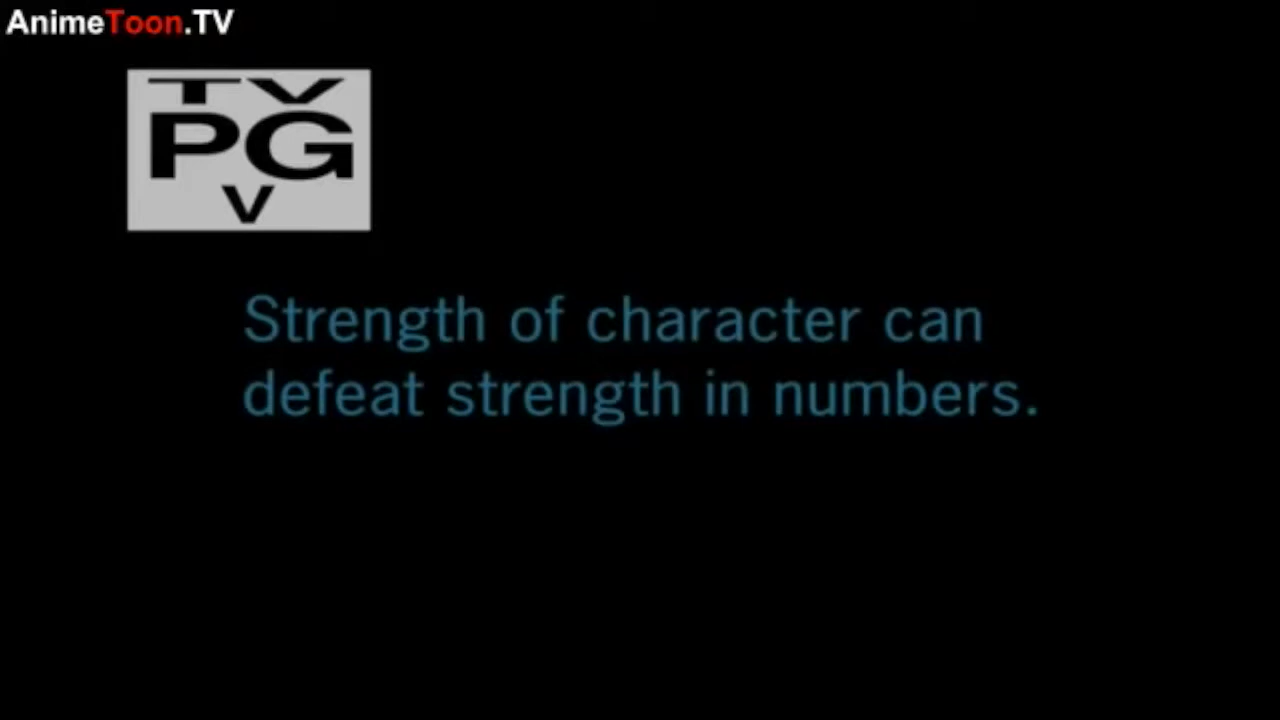 AnimeToon.TV
TV
PG
V
Strength of character can
defeat strength in numbers.